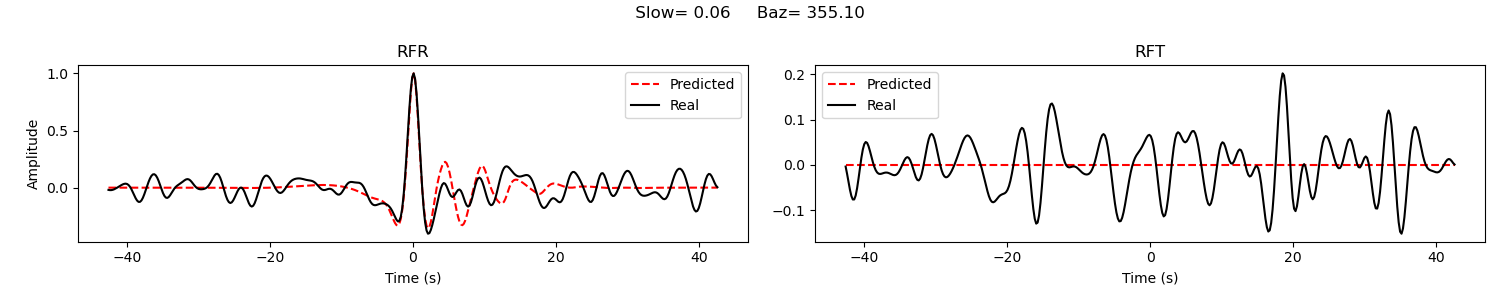 Slow= 0.06 Baz= 355.10
RFR
RFT
Amplitude
1.0
0.5
0.0
Predicted
Real
−40
−20
0
20
40
Time (s)
0.2
0.1
0.0
−0.1
Predicted
Real
−40
−20
0
20
40
Time (s)